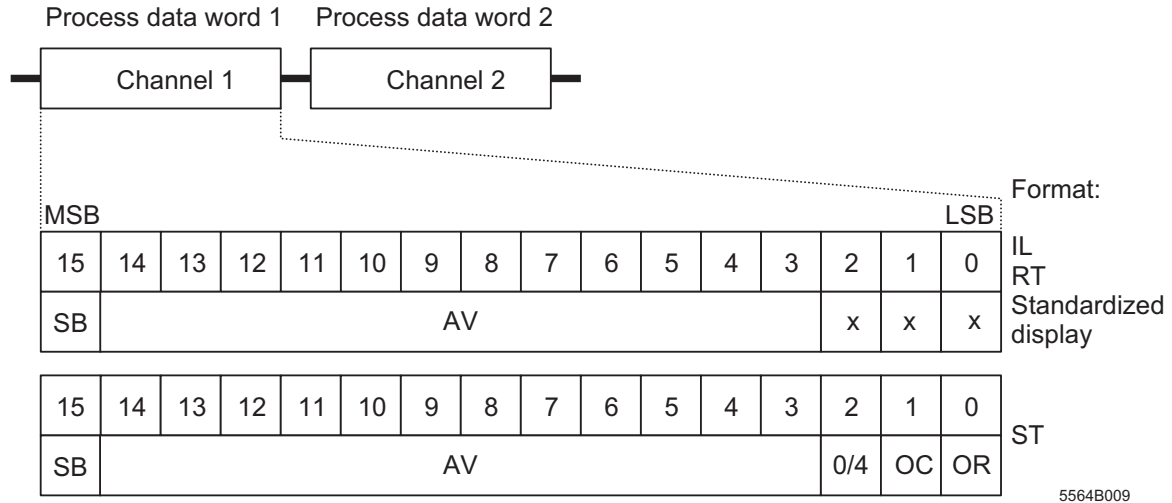 Process data word 1 Process data word 2
Channel 1 Channel 2
Format:
MSB LSB
15 14 13 12 11 10 9 8 7 6 5 4 3 2 1 0 IL
RT
SB AV x x x Standardized
display
15 14 13 12 11 10 9 8 7 6 5 4 3 2 1 0
ST
SB AV 0/4 OC OR
5564B009